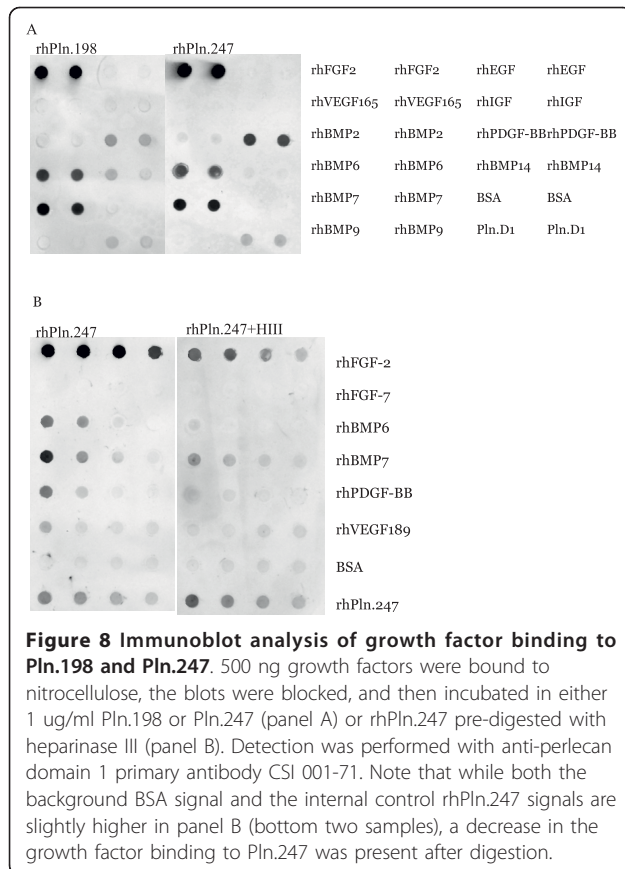 A
rhPln.198 rhPln.247
rhFGF2 rhFGF2 rhEGF rhEGF
rhVEGF165 rhVEGF165 rhIGF rhIGF
rhBMP2 rhBMP2 rhPDGF-BBrhPDGF-BB
rhBMP6 rhBMP6 rhBMP14 rhBMP14
rhBMP7 rhBMP7 BSA BSA
rhBMP9 rhBMP9 Pln.D1 Pln.D1
B
rhPln.247 rhPln.247+HIII
rhFGF-2
rhFGF-7
rhBMP6
rhBMP7
rhPDGF-BB
rhVEGF189
BSA
rhPln.247
Figure 8 Immunoblot analysis of growth factor binding to
Pln.198 and Pln.247. 500 ng growth factors were bound to
nitrocellulose, the blots were blocked, and then incubated in either
1 ug/ml Pln.198 or Pln.247 (panel A) or rhPln.247 pre-digested with
heparinase III (panel B). Detection was performed with anti-perlecan
domain 1 primary antibody CSI 001-71. Note that while both the
background BSA signal and the internal control rhPln.247 signals are
slightly higher in panel B (bottom two samples), a decrease in the
growth factor binding to Pln.247 was present after digestion.